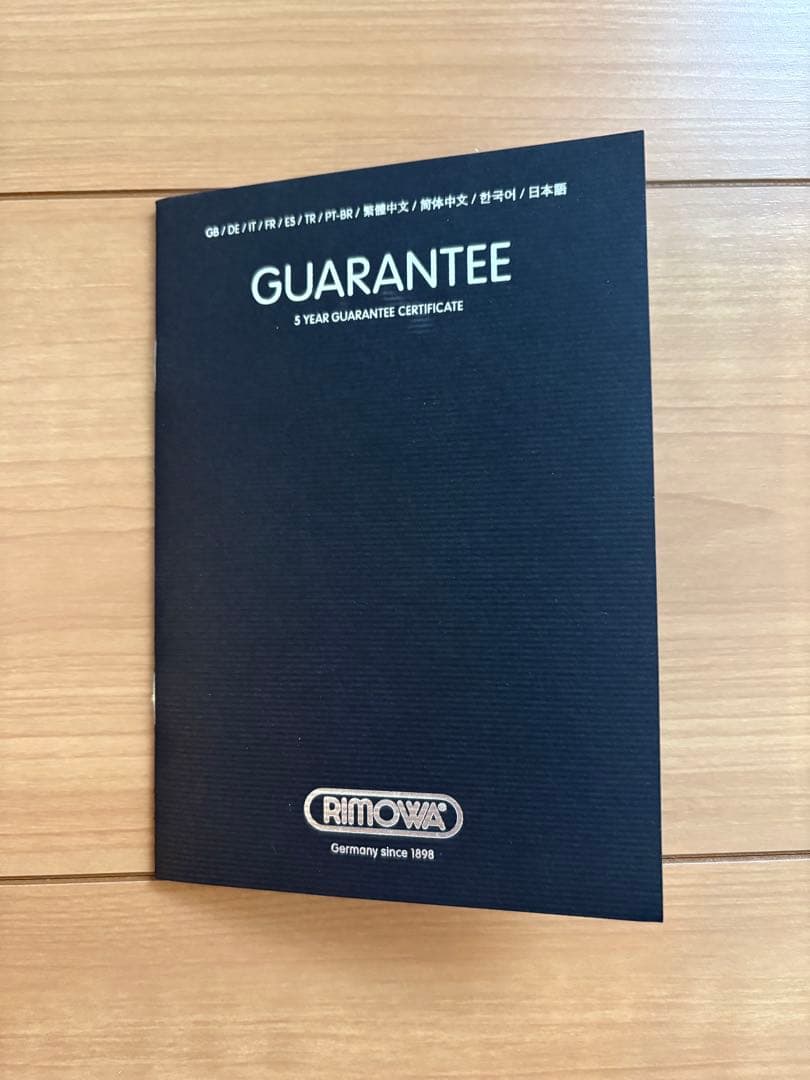 GB / DE / IT / FR / ES / TR / PT-BR / 繁體中文 / 简体中文 / 한국어 / 日本語
GUARANTEE
5 YEAR GUARANTEE CERTIFICATE
RIMOWA®
Germany since 1898